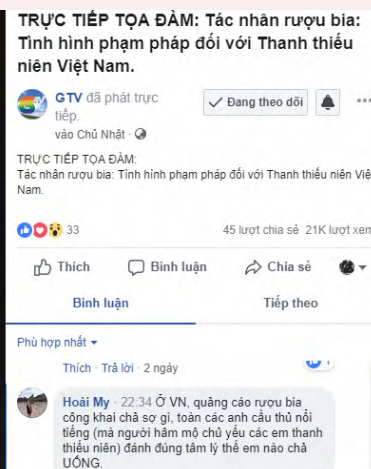 TRỰC TIẾP TỌA ĐÀM: Tác nhân rượu bia:
Tình hình phạm pháp đối với Thanh thiếu
niên Việt Nam.
GTV đã phát trực
tiếp.
✓ Đang theo dõi
vào Chủ Nhật ·
TRỰC TIẾP TỌA ĐÀM:
Tác nhân rượu bia: Tình hình phạm pháp đối với Thanh thiếu niên Việ
Nam.
33
45 lượt chia sẻ 21K lượt xem
Thích Bình luận Chia sẻ
Bình luận Tiếp theo
Phù hợp nhất
Thích · Trả lời · 2 ngày
Hoài My · 22:34 Ở VN, quảng cáo rượu bia
công khai chả sợ gì, toàn các anh cầu thủ nổi
tiếng (mà người hâm mộ chủ yếu các em thanh
thiếu niên) đánh đúng tâm lý thế em nào chả
UỐNG.